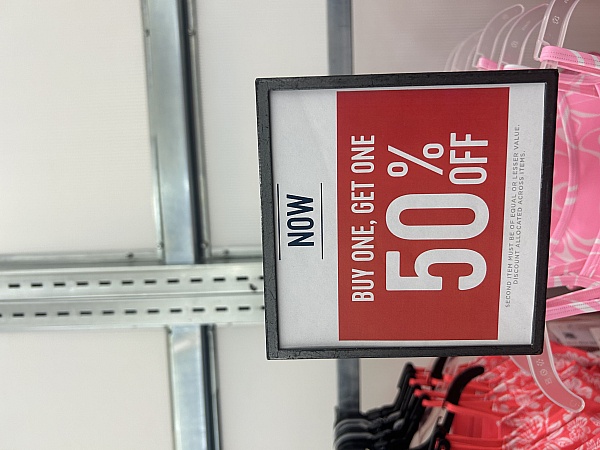 NOW
BUY ONE, GET ONE
50%
OFF
SECOND ITEM MUST BE OF EQUAL OR LESSER VALUE.
DISCOUNT ALLOCATED ACROSS ITEMS.